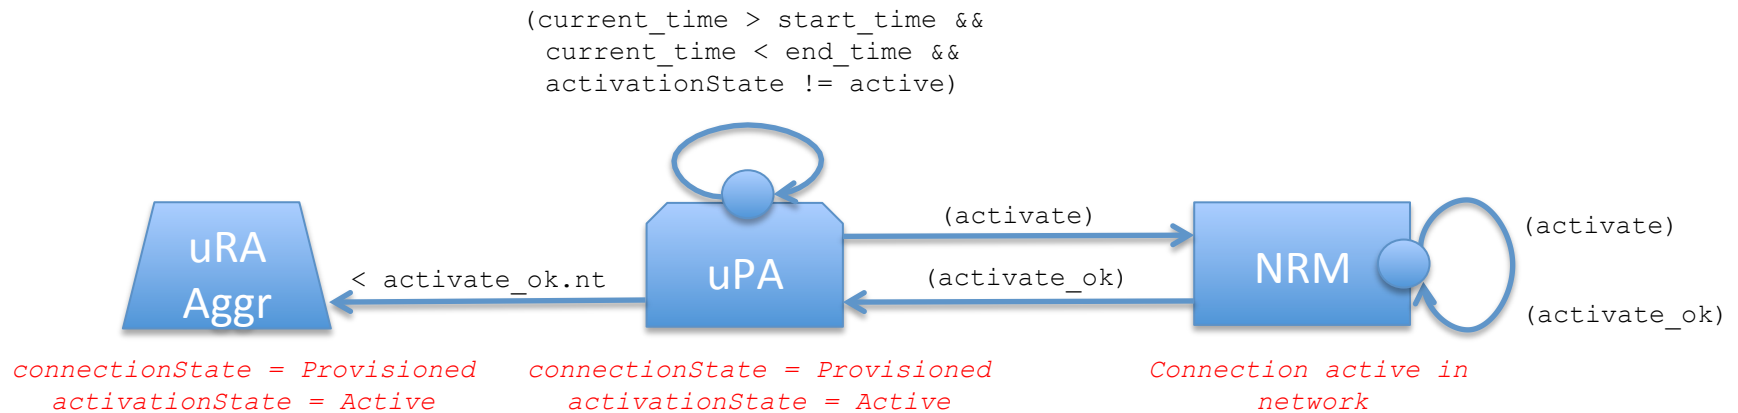 (current_time > start_time &&
current_time < end_time &&
activationState != active)
uRA
Aggr
< activate_ok.nt
uPA
(activate)
(activate_ok)
NRM
(activate)
(activate_ok)
connectionState = Provisioned
activationState = Active
connectionState = Provisioned
activationState = Active
Connection active in
network